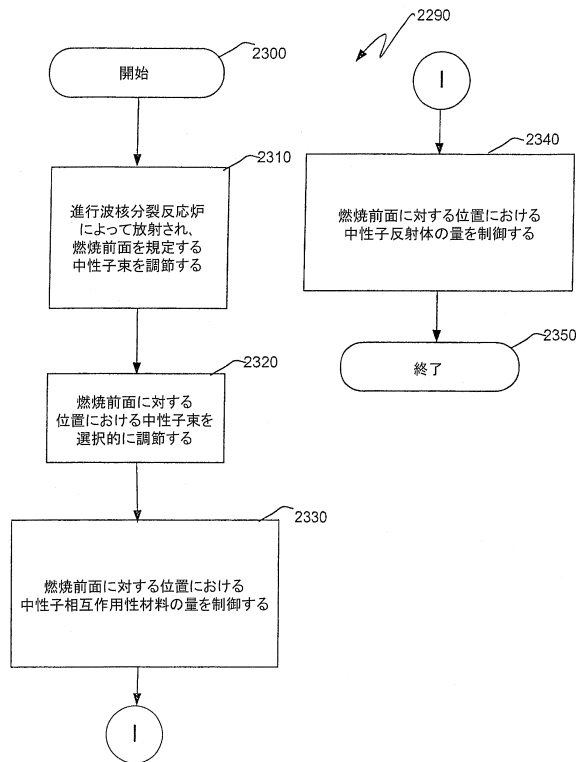 2290
開始
2300
2310
進行波核分裂反応炉
によって放射され、
燃焼前面を規定する
中性子束を調節する
2320
燃焼前面に対する
位置における中性子束を
選択的に調節する
2330
燃焼前面に対する位置における
中性子相互作用性材料の量を制御する
I
I
2340
燃焼前面に対する位置における
中性子反射体の量を制御する
2350
終了